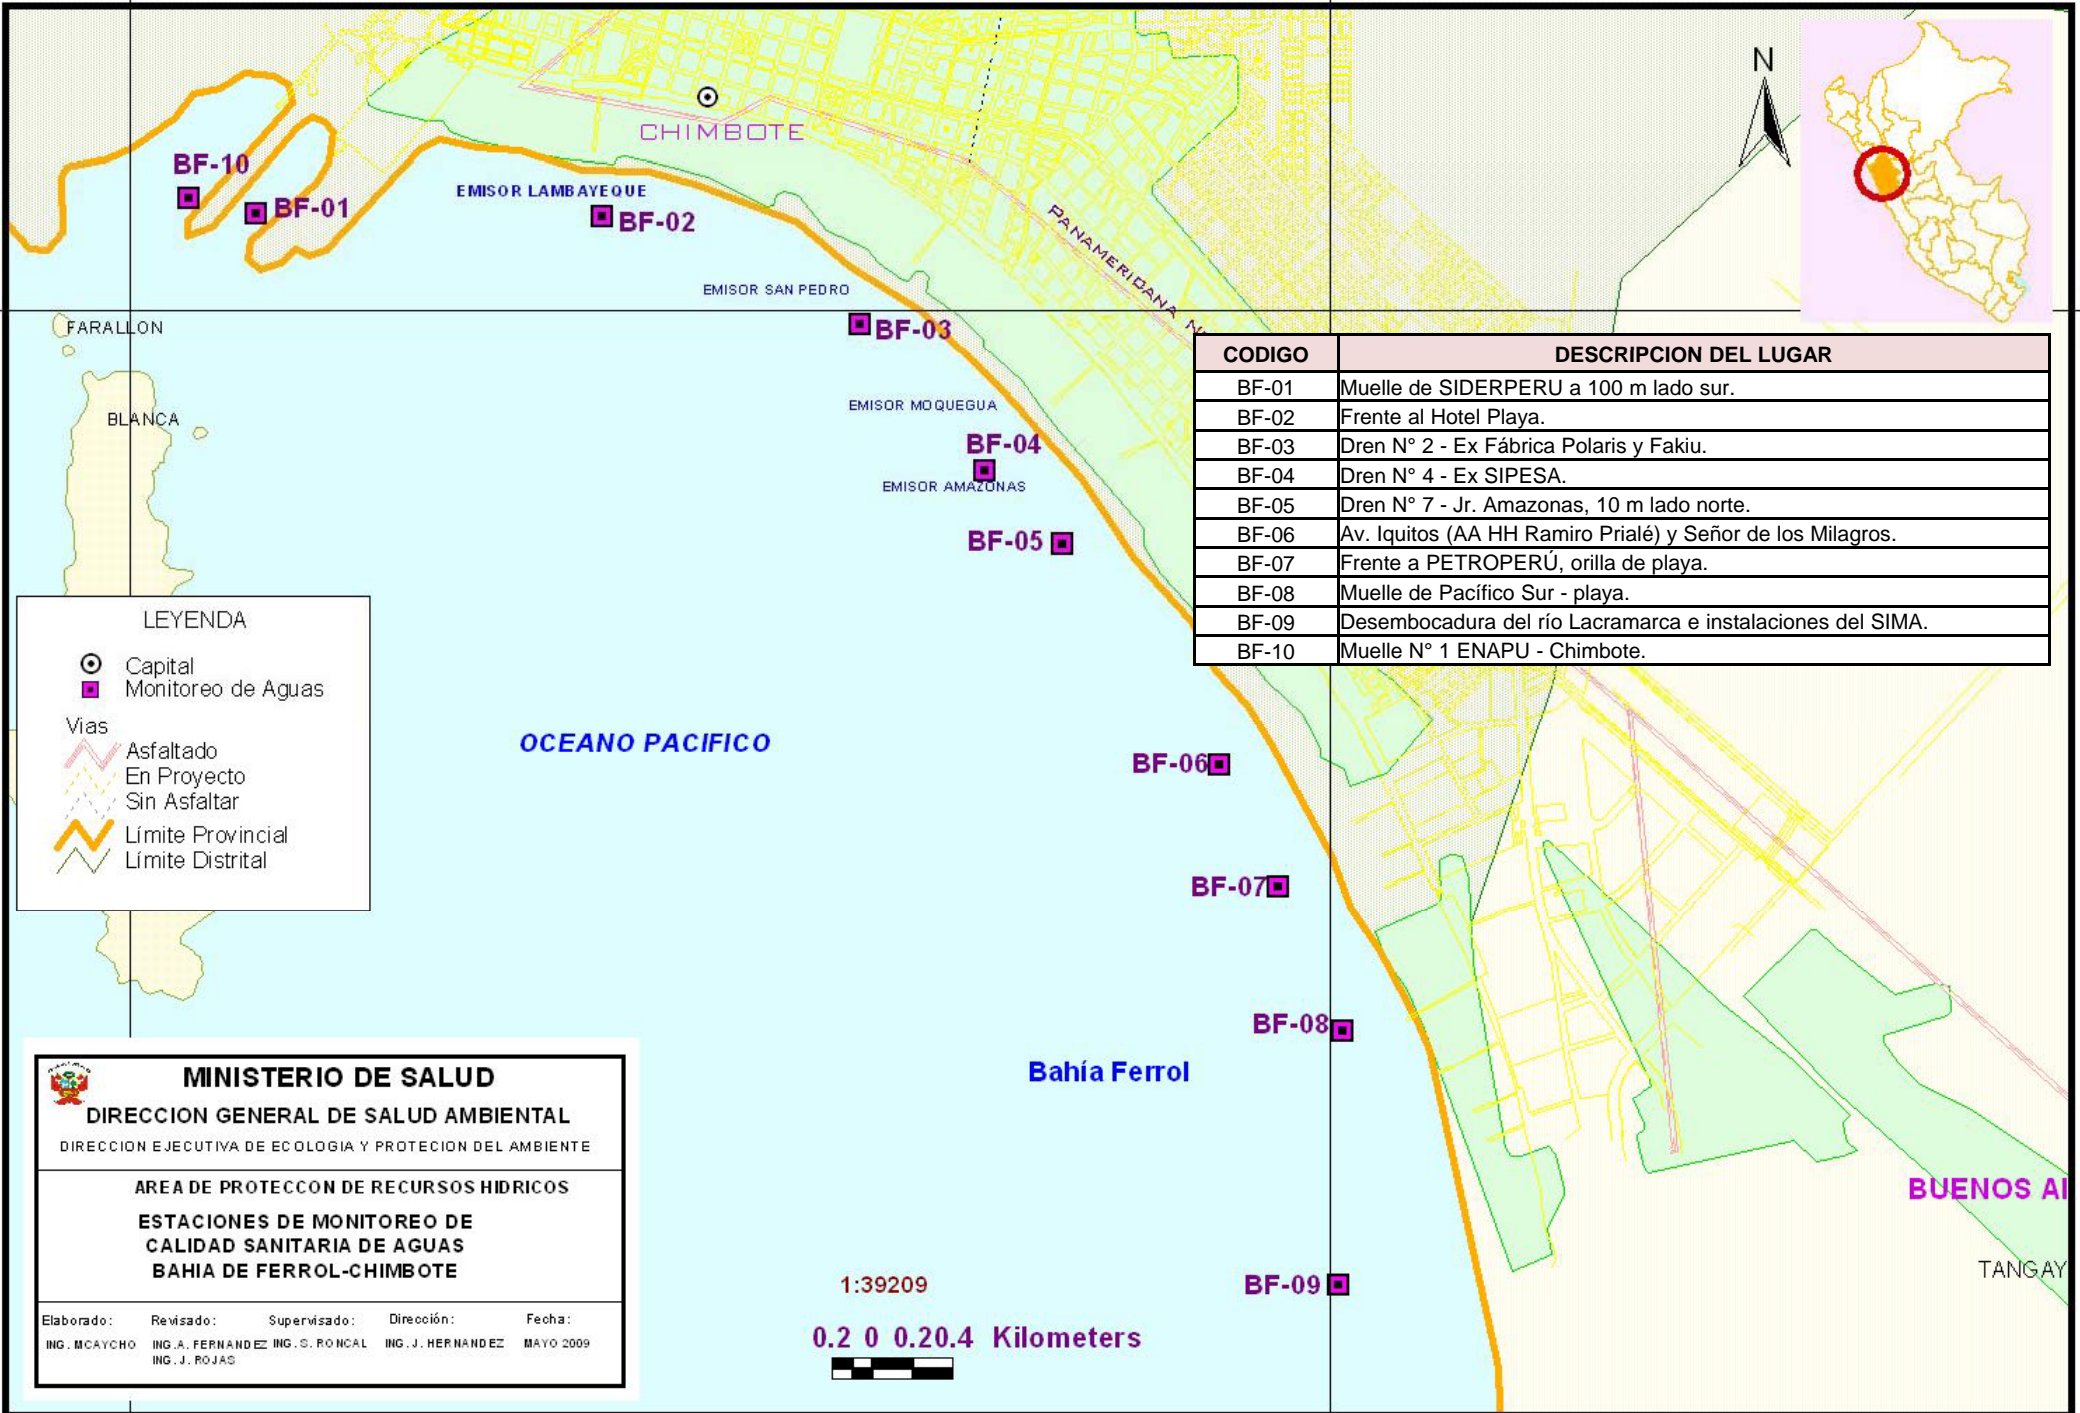 N
CHIMBOTE
BF-10
BF-01
EMISOR LAMBAYEQUE
BF-02
PANAMERICANA N
EMISOR SAN PEDRO
BF-03
FARALLON
BLANCA
EMISOR MOQUEGUA
BF-04
EMISOR AMAZONAS
BF-05
CODIGO DESCRIPCION DEL LUGAR
BF-01 Muelle de SIDERPERU a 100 m lado sur.
BF-02 Frente al Hotel Playa.
BF-03 Dren N° 2 - Ex Fábrica Polaris y Fakiu.
BF-04 Dren N° 4 - Ex SIPESA.
BF-05 Dren N° 7 - Jr. Amazonas, 10 m lado norte.
BF-06 Av. Iquitos (AA HH Ramiro Prialé) y Señor de los Milagros.
BF-07 Frente a PETROPERÚ, orilla de playa.
BF-08 Muelle de Pacífico Sur - playa.
BF-09 Desembocadura del río Lacramarca e instalaciones del SIMA.
BF-10 Muelle N° 1 ENAPU - Chimbote.
LEYENDA
Capital
Monitoreo de Aguas
Vias
Asfaltado
En Proyecto
Sin Asfaltar
Límite Provincial
Límite Distrital
OCEANO PACIFICO
BF-06
BF-07
BF-08
Bahía Ferrol
BF-09
BUENOS AI
TANGAY
MINISTERIO DE SALUD
DIRECCION GENERAL DE SALUD AMBIENTAL
DIRECCION EJECUTIVA DE ECOLOGIA Y PROTECION DEL AMBIENTE
AREA DE PROTECCON DE RECURSOS HIDRICOS
ESTACIONES DE MONITOREO DE
CALIDAD SANITARIA DE AGUAS
BAHIA DE FERROL-CHIMBOTE
Elaborado: Revisado: Supervisado: Dirección: Fecha:
ING. MCAYCHO ING.A. FERNANDEZ ING. S. RONCAL ING. J. HERNANDEZ MAYO 2009
ING. J. ROJAS
1:39209
0.2 0 0.20.4 Kilometers